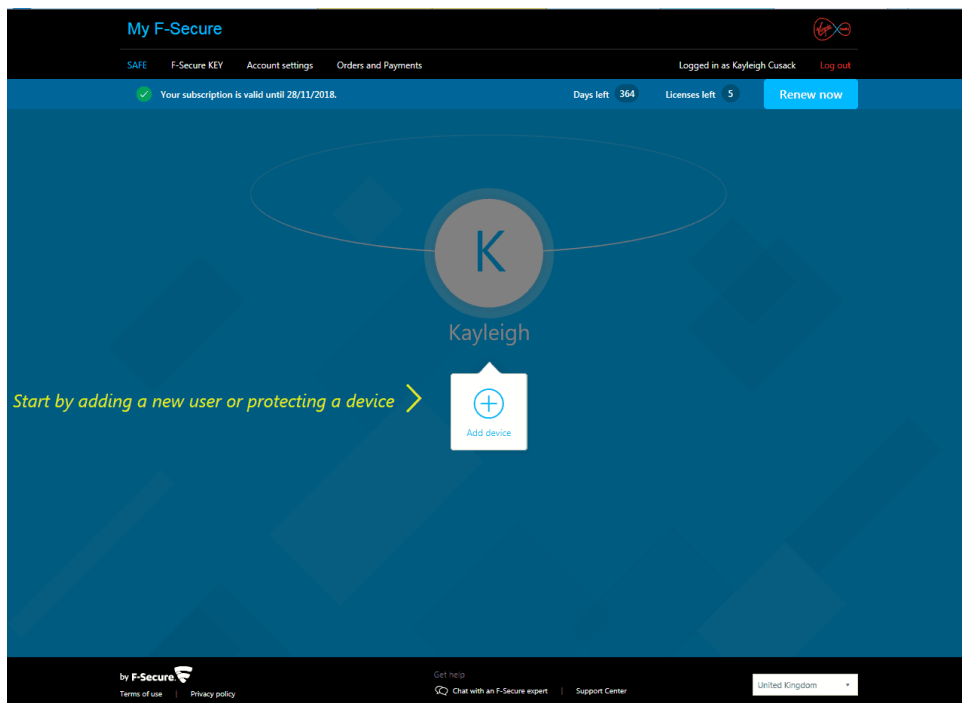 My F-Secure
SAFE F-Secure KEY Account settings Orders and Payments Logged in as Kayleigh Cusack Log out
Your subscription is valid until 28/11/2018. Days left 364 Licenses left 5 Renew now
K
Kayleigh
Start by adding a new user or protecting a device
Add device
by F-Secure.
Get help
Terms of use | Privacy policy
Chat with an F-Secure expert | Support Center
United Kingdom